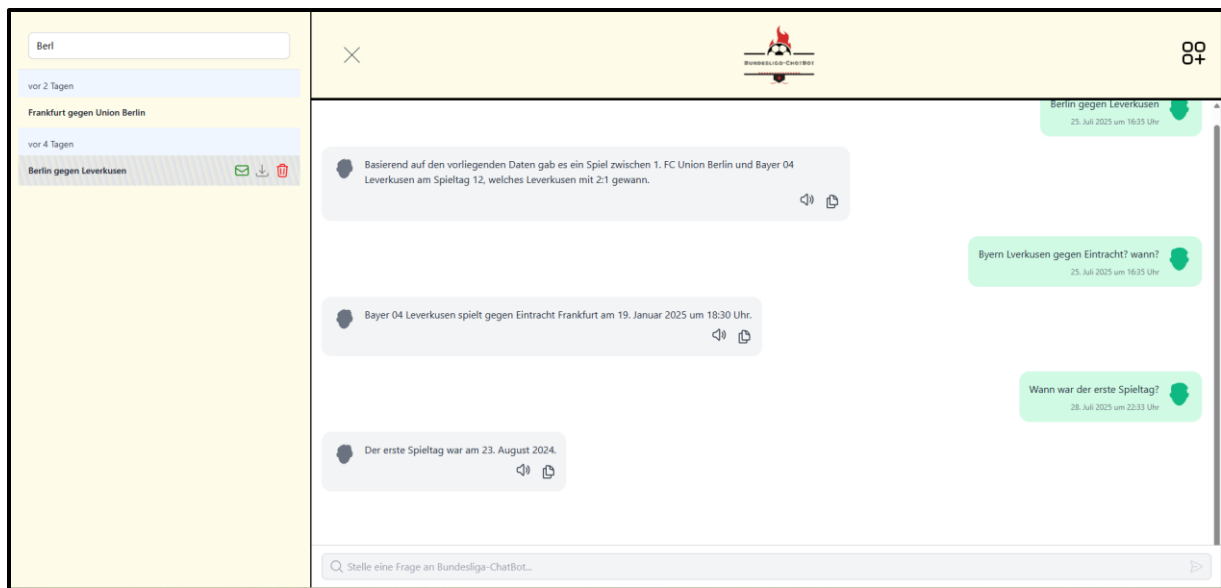 Berl
vor 2 Tagen
Frankfurt gegen Union Berlin
vor 4 Tagen
Berlin gegen Leverkusen
BUNDESLIGA-CHATBOT
Berlin gegen Leverkusen
25. Juli 2025 um 16:35 Uhr
Basierend auf den vorliegenden Daten gab es ein Spiel zwischen 1. FC Union Berlin und Bayer 04
Leverkusen am Spieltag 12, welches Leverkusen mit 2:1 gewann.
Byern Lverkusen gegen Eintracht? wann?
25. Juli 2025 um 16:35 Uhr
Bayer 04 Leverkusen spielt gegen Eintracht Frankfurt am 19. Januar 2025 um 18:30 Uhr.
Wann war der erste Spieltag?
28. Juli 2025 um 22:33 Uhr
Der erste Spieltag war am 23. August 2024.
Stelle eine Frage an Bundesliga-ChatBot...